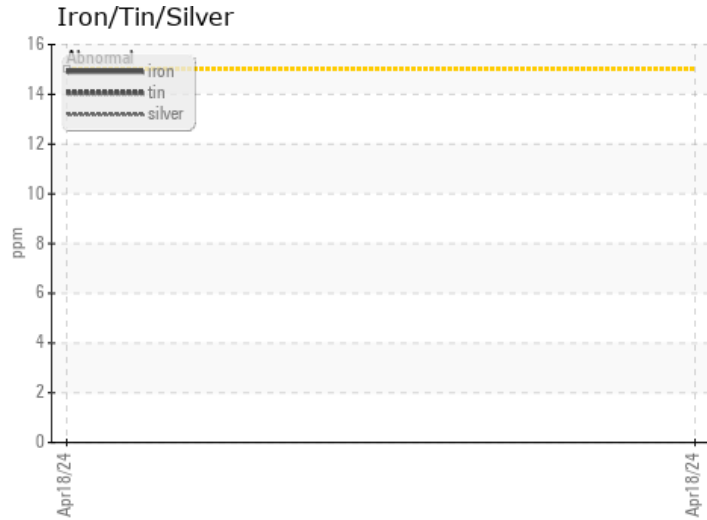 Iron/Tin/Silver
16
14
12
10
8
6
4
2
0
ppm
Abnormal
iron
tin
silver
Apr18/24
Apr18/24